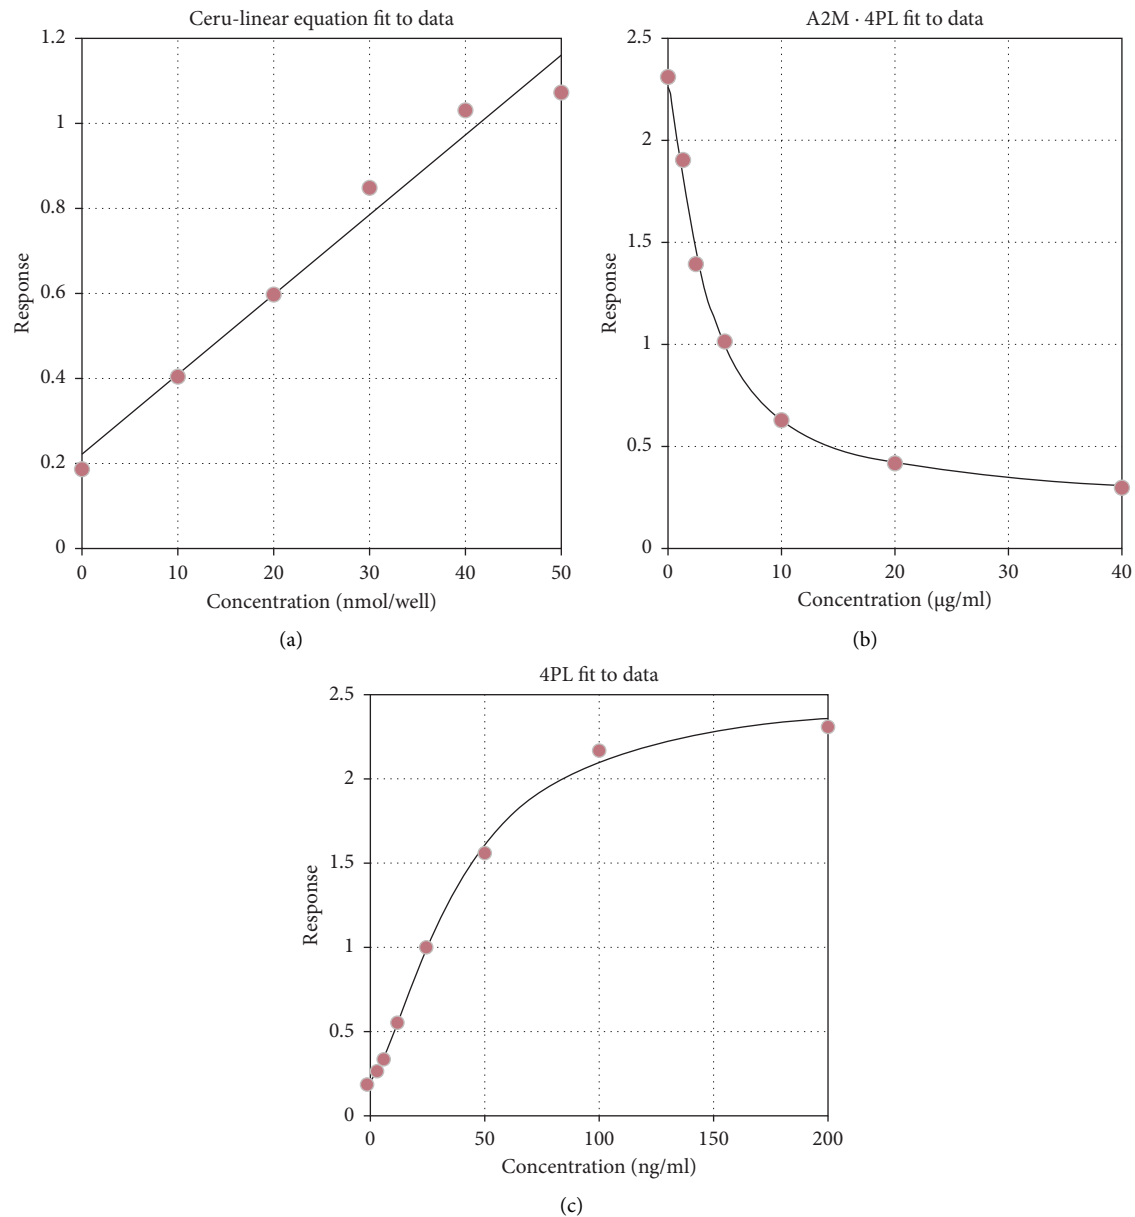 Ceru-linear equation fit to data
1.2
1
0.8
0.6
0.4
0.2
0
Response
0 10 20 30 40 50
Concentration (nmol/well)
(a)
A2M · 4PL fit to data
2.5
2
1.5
1
0.5
0
Response
0 10 20 30 40
Concentration (μg/ml)
(b)
4PL fit to data
2.5
2
1.5
1
0.5
0
Response
0 50 100 150 200
Concentration (ng/ml)
(c)